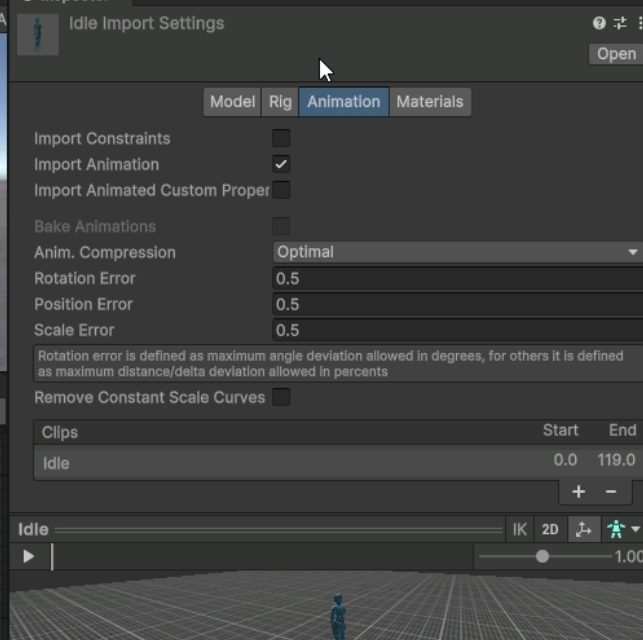 Idle Import Settings
Open
Model Rig Animation Materials
Import Constraints
Import Animation
Import Animated Custom Proper
Bake Animations
Anim. Compression Optimal
Rotation Error 0.5
Position Error 0.5
Scale Error 0.5
Rotation error is defined as maximum angle deviation allowed in degrees, for others it is defined
as maximum distance/delta deviation allowed in percents
Remove Constant Scale Curves
Clips Start End
Idle 0.0 119.0
+ −
Idle IK 2D
1.00